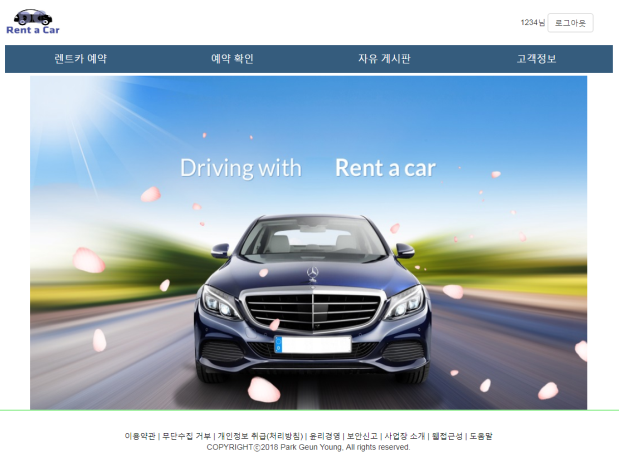 Rent a Car
1234님 로그아웃
렌트카 예약 예약 확인 자유 게시판 고객정보
Driving with Rent a car
이용약관 | 무단수집 거부 | 개인정보 취급(처리방침) | 윤리경영 | 보안신고 | 사업장 소개 | 웹접근성 | 도움말
COPYRIGHTⓒ2018 Park Geun Young, All rights reserved.